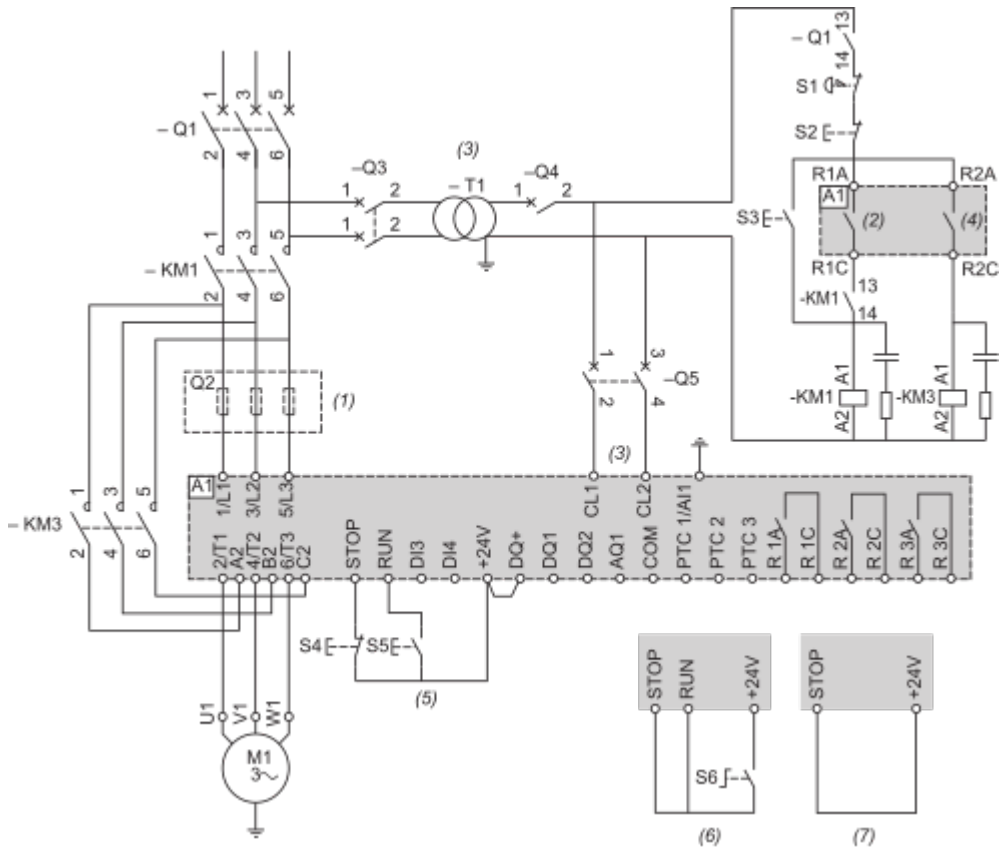 13
– Q1
14
S1
S2
1 3 5
– Q1
2 4 6
–Q3
(3)
– T1
–Q4
1 2
1 2
1 2
R1A R2A
A1
S3
(2) (4)
R1C R2C
1 3 5
– KM1
2 4 6
13
-KM1
14
Q2
(1)
1 3
–Q5
2 4
A1 A1
-KM1 -KM3
A2 A2
(3)
A1
1/L1 3/L2 5/L3 CL1 CL2 PTC 1/AI1
1 3 5
– KM3
2 4 6
2/T1 A2 4/T2 B2 6/T3 C2 STOP RUN DI3 DI4 +24V DQ+ DQ1 DQ2 AQ1 COM PTC 2 PTC 3 R 1A R 1C R 2A R 2C R 3A R 3C
S4 S5
(5)
U1 V1 W1
M1
3
STOP RUN +24V
S6
(6)
STOP +24V
(7)